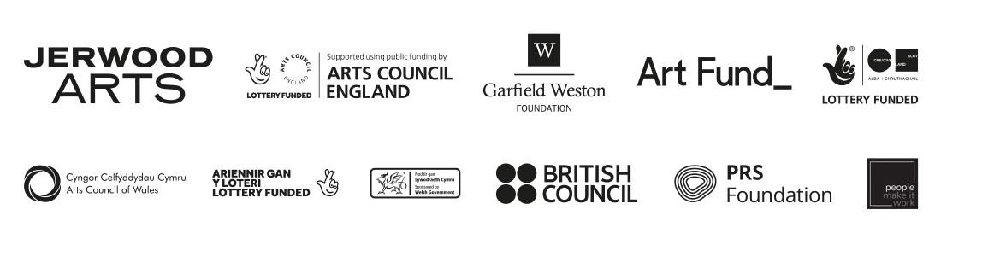 JERWOOD
ARTS
ARTS COUNCIL
ENGLAND
LOTTERY FUNDED
Supported using public funding by
ARTS COUNCIL
ENGLAND
W
Garfield Weston
FOUNDATION
Art Fund_
®
CREATIVE SCOT
LAND
ALBA | CHRUTHACHAIL
LOTTERY FUNDED
Cyngor Celfyddydau Cymru
Arts Council of Wales
ARIENNIR GAN
Y LOTERI
LOTTERY FUNDED
Noddir gan
Lywodraeth Cymru
Sponsored by
Welsh Government
BRITISH
COUNCIL
PRS
Foundation
people
make it
work